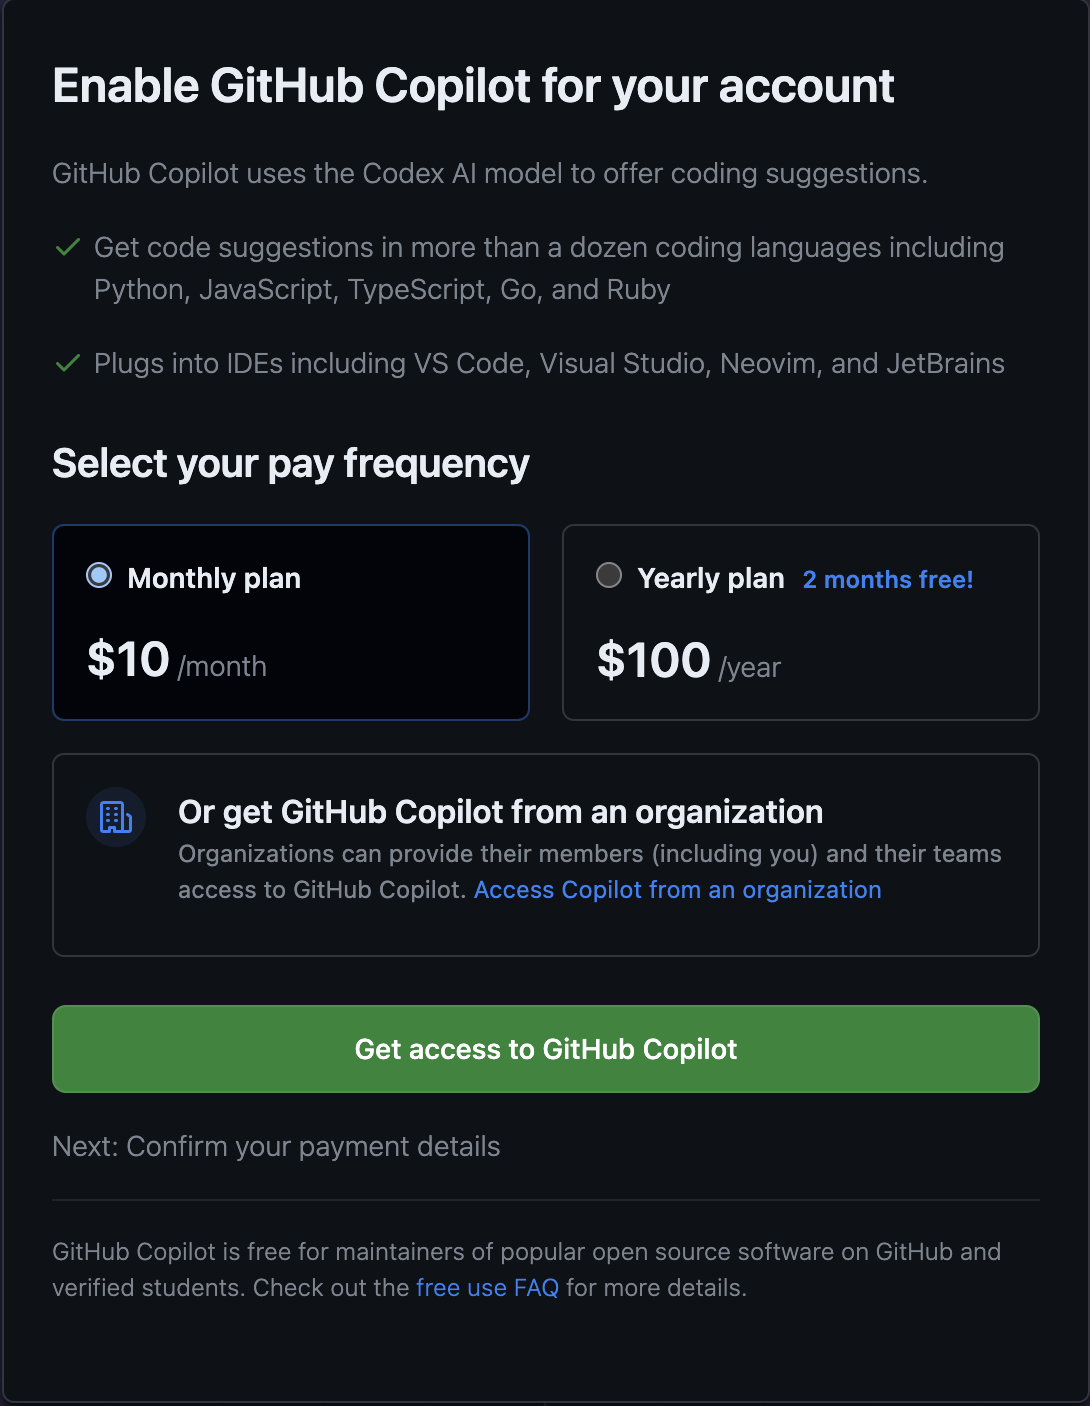 Enable GitHub Copilot for your account
GitHub Copilot uses the Codex AI model to offer coding suggestions.
Get code suggestions in more than a dozen coding languages including
Python, JavaScript, TypeScript, Go, and Ruby
Plugs into IDEs including VS Code, Visual Studio, Neovim, and JetBrains
Select your pay frequency
Monthly plan
$10 /month
Yearly plan 2 months free!
$100 /year
Or get GitHub Copilot from an organization
Organizations can provide their members (including you) and their teams
access to GitHub Copilot. Access Copilot from an organization
Get access to GitHub Copilot
Next: Confirm your payment details
GitHub Copilot is free for maintainers of popular open source software on GitHub and
verified students. Check out the free use FAQ for more details.